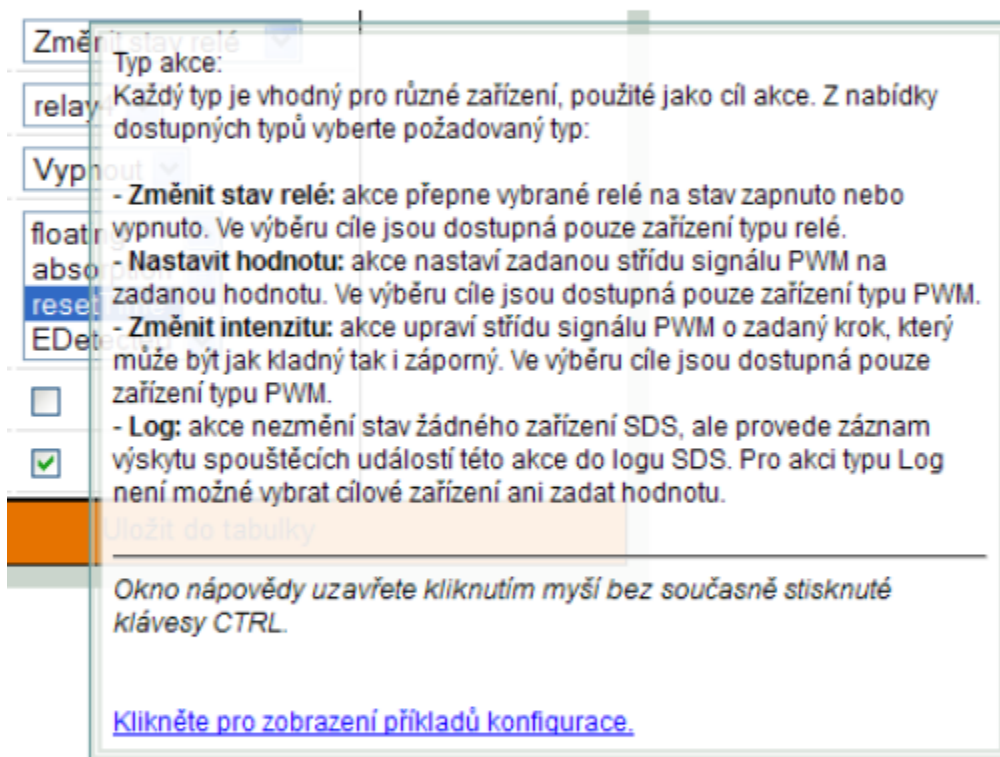 Změnit stav relé
Typ akce:
relay
Každý typ je vhodný pro různé zařízení, použité jako cíl akce. Z nabídky
dostupných typů vyberte požadovaný typ:
Vypnout
- Změnit stav relé: akce přepne vybrané relé na stav zapnuto nebo
vypnuto. Ve výběru cíle jsou dostupná pouze zařízení typu relé.
floating
absorption
- Nastavit hodnotu: akce nastaví zadanou střídu signálu PWM na
zadanou hodnotu. Ve výběru cíle jsou dostupná pouze zařízení typu PWM.
EDetected
- Změnit intenzitu: akce upraví střídu signálu PWM o zadaný krok, který
může být jak kladný tak i záporný. Ve výběru cíle jsou dostupná pouze
zařízení typu PWM.
- Log: akce nezmění stav žádného zařízení SDS, ale provede záznam
výskytu spouštěcích událostí této akce do logu SDS. Pro akci typu Log
není možné vybrat cílové zařízení ani zadat hodnotu.
Uložit do tabulky
Okno nápovědy uzavřete kliknutím myší bez současně stisknuté
klávesy CTRL.
Klikněte pro zobrazení příkladů konfigurace.